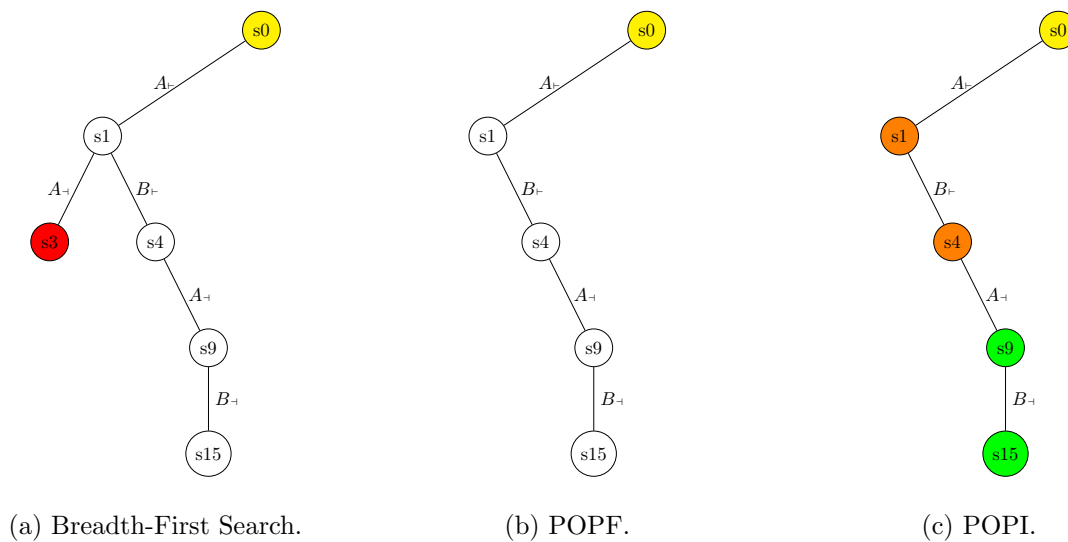 s0
A⊢
s1
A⊣
B⊢
s3
s4
A⊣
s9
B⊣
s15
(a) Breadth-First Search.
s0
A⊢
s1
B⊢
s4
A⊣
s9
B⊣
s15
(b) POPF.
s0
A⊢
s1
B⊢
s4
A⊣
s9
B⊣
s15
(c) POPI.